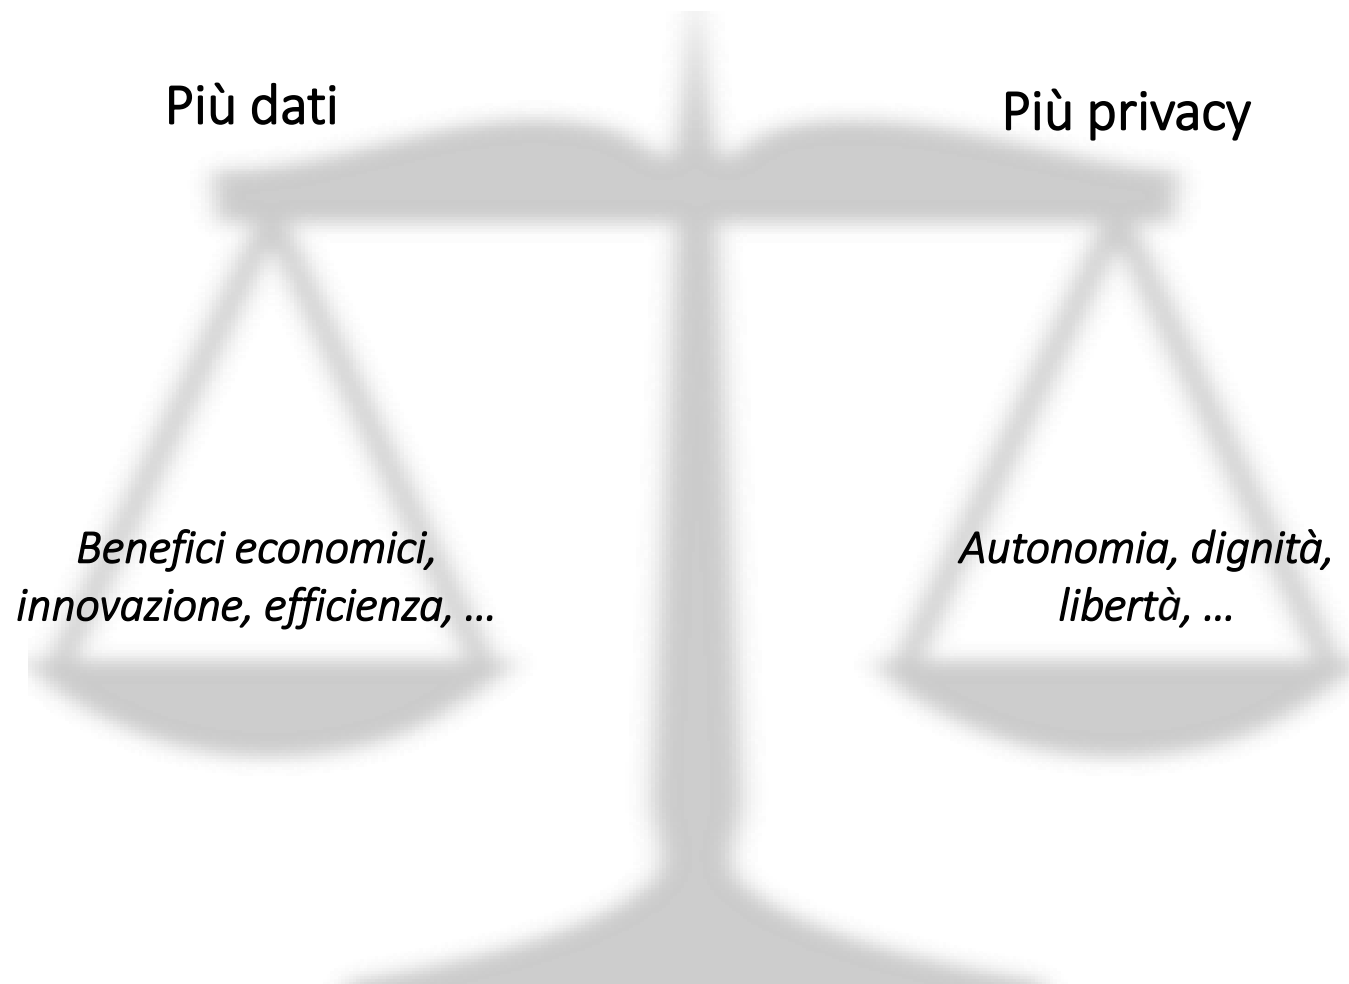 Più dati
Più privacy
Benefici economici,
innovazione, efficienza, ...
Autonomia, dignità,
libertà, ...